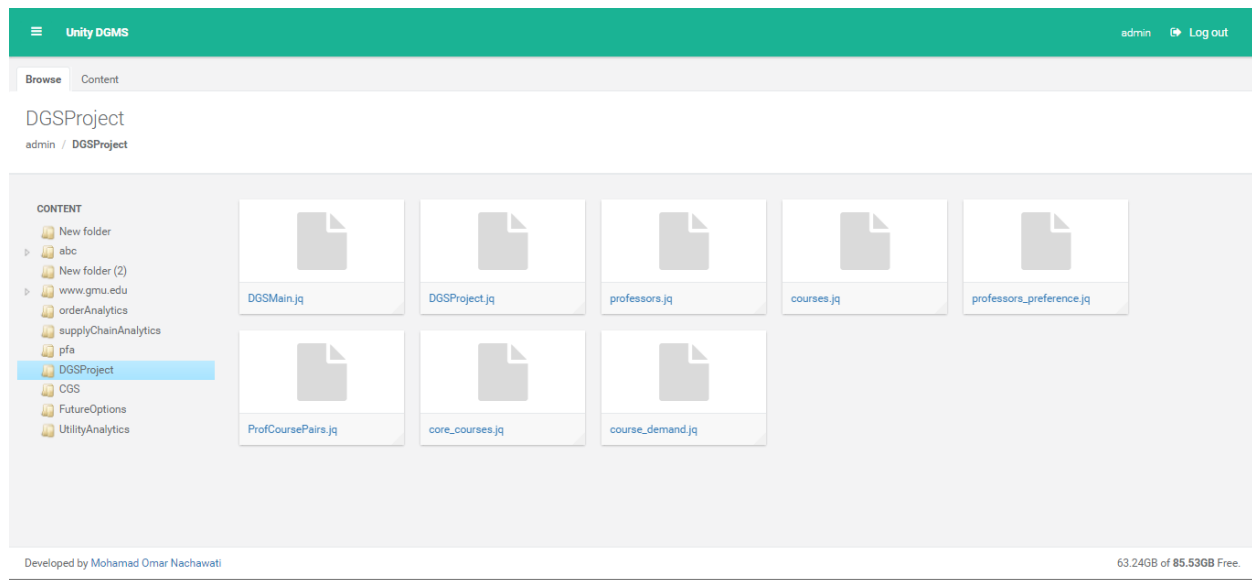 Unity DGMS
admin Log out
Browse Content
DGSProject
admin / DGSProject
CONTENT
New folder
abc
New folder (2)
www.gmu.edu
orderAnalytics
supplyChainAnalytics
pfa
DGSProject
CGS
FutureOptions
UtilityAnalytics
DGSMain.jq
DGSProject.jq
professors.jq
courses.jq
professors_preference.jq
ProfCoursePairs.jq
core_courses.jq
course_demand.jq
Developed by Mohamad Omar Nachawati
63.24GB of 85.53GB Free.